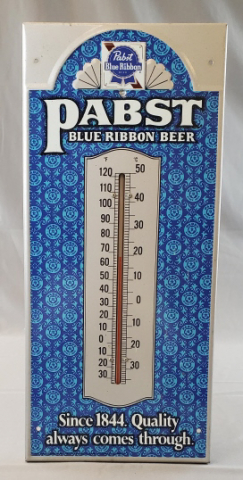 Pabst
Blue Ribbon
PABST
BLUE RIBBON BEER
F °C
120 50
110
100 40
90
80 30
70 20
60
50 10
40
30 0
20
10 10
0
10 20
20
30 30
Since 1844. Quality
always comes through.